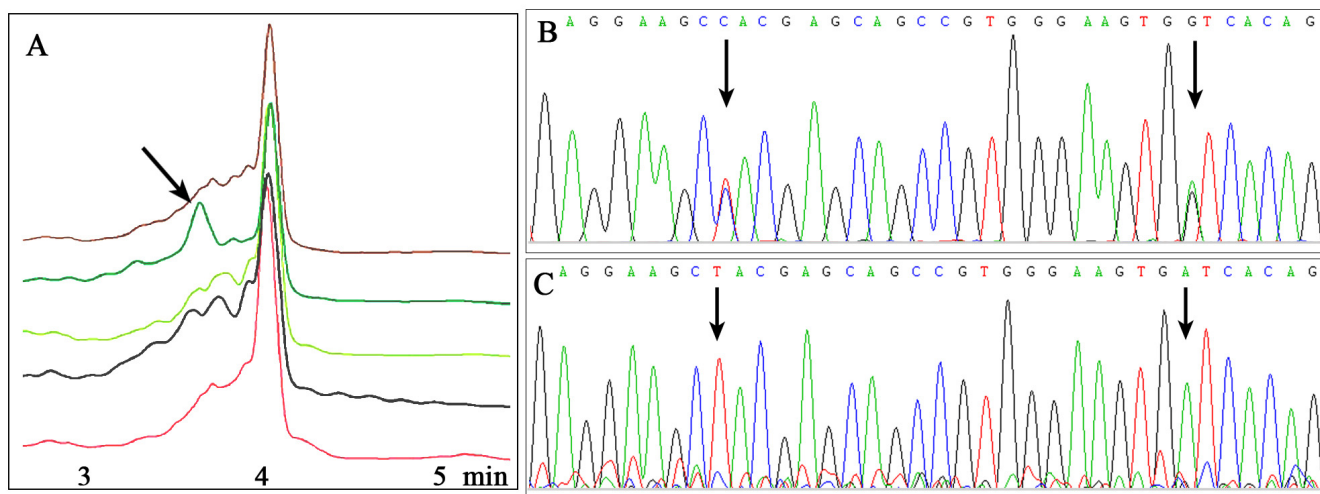 A
3 4 5 min
B
A G G A A G C C A C G A G C A G C C G T G G G A A G T G G T C A C A G
C
A G G A A G C T A C G A G C A G C C G T G G G A A G T G A T C A C A G